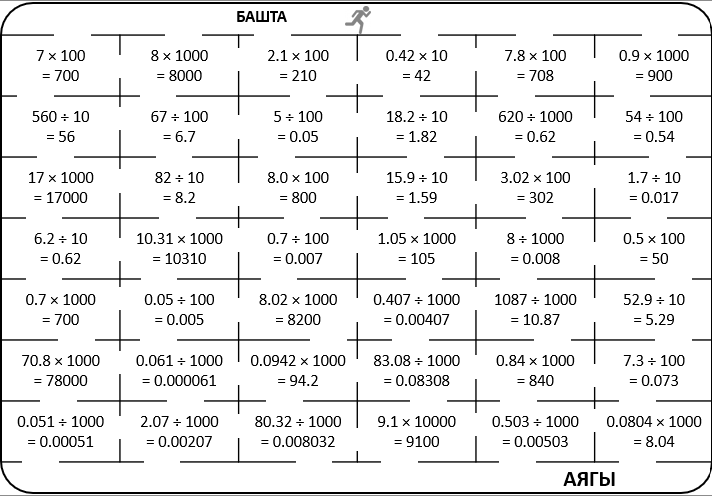 БАШТА
7 × 100 8 × 1000 2.1 × 100 0.42 × 10 7.8 × 100 0.9 × 1000
= 700 = 8000 = 210 = 42 = 708 = 900
560 ÷ 10 67 ÷ 100 5 ÷ 100 18.2 ÷ 10 620 ÷ 1000 54 ÷ 100
= 56 = 6.7 = 0.05 = 1.82 = 0.62 = 0.54
17 × 1000 82 ÷ 10 8.0 × 100 15.9 ÷ 10 3.02 × 100 1.7 ÷ 10
= 17000 = 8.2 = 800 = 1.59 = 302 = 0.017
6.2 ÷ 10 10.31 × 1000 0.7 ÷ 100 1.05 × 1000 8 ÷ 1000 0.5 × 100
= 0.62 = 10310 = 0.007 = 105 = 0.008 = 50
0.7 × 1000 0.05 ÷ 100 8.02 × 1000 0.407 ÷ 1000 1087 ÷ 1000 52.9 ÷ 10
= 700 = 0.005 = 8200 = 0.00407 = 10.87 = 5.29
70.8 × 1000 0.061 ÷ 1000 0.0942 × 1000 83.08 ÷ 1000 0.84 × 1000 7.3 ÷ 100
= 78000 = 0.000061 = 94.2 = 0.08308 = 840 = 0.073
0.051 ÷ 1000 2.07 ÷ 1000 80.32 ÷ 1000 9.1 × 10000 0.503 ÷ 1000 0.0804 × 1000
= 0.00051 = 0.00207 = 0.008032 = 9100 = 0.00503 = 8.04
АЯГЫ